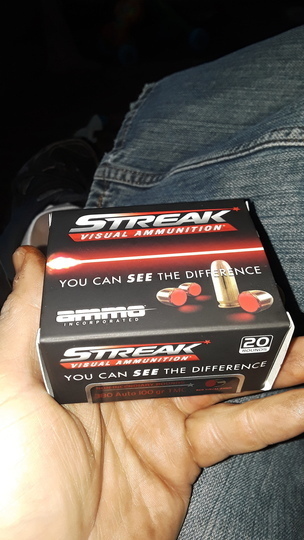 STREAK
VISUAL AMMUNITION
YOU CAN SEE THE DIFFERENCE
ammo
INCORPORATED
STREAK
VISUAL AMMUNITION
20
ROUNDS
YOU CAN SEE THE DIFFERENCE
380 Auto 100 gr